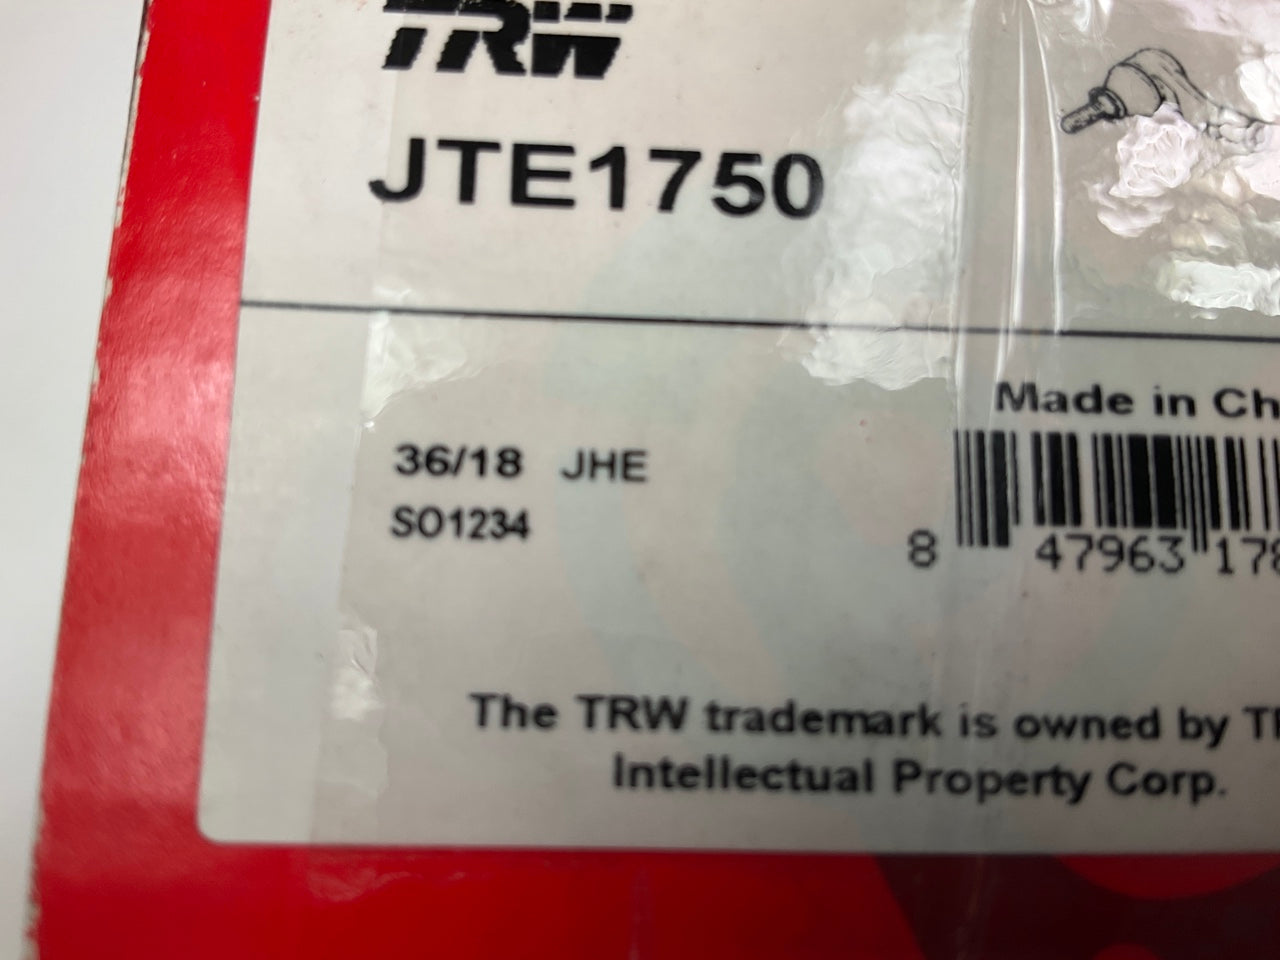 TRW
JTE1750
Made in Ch
36/18 JHE
SO1234
8 47963 178
The TRW trademark is owned by
Intellectual Property Corp.